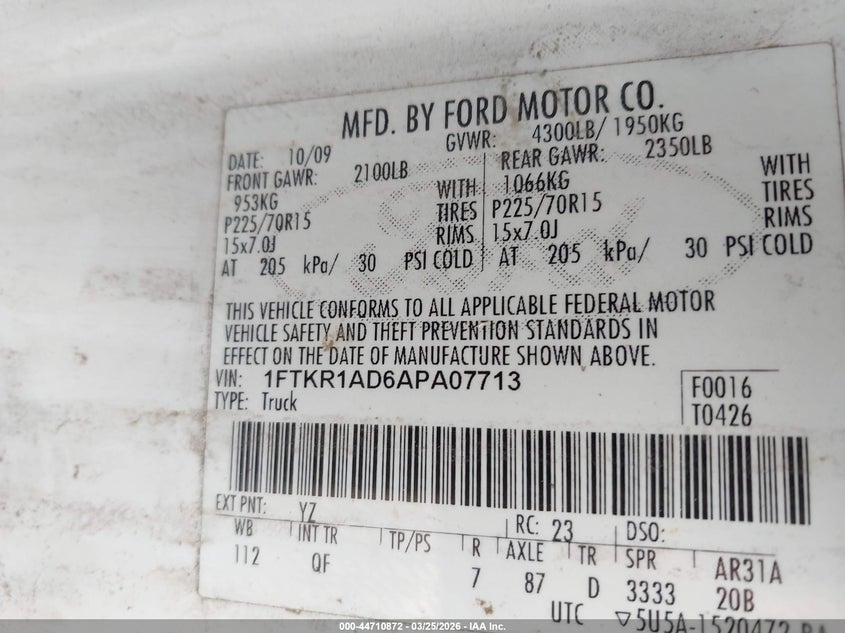 MFD. BY FORD MOTOR CO.
DATE: 10/09 GVWR: 4300LB/ 1950KG
FRONT GAWR: 2100LB REAR GAWR: 2350LB
953KG WITH 1066KG WITH
P225/70R15 TIRES P225/70R15 TIRES
15x7.0J RIMS 15x7.0J RIMS
AT 205 kPa/ 30 PSI COLD AT 205 kPa/ 30 PSI COLD
THIS VEHICLE CONFORMS TO ALL APPLICABLE FEDERAL MOTOR
VEHICLE SAFETY AND THEFT PREVENTION STANDARDS IN
EFFECT ON THE DATE OF MANUFACTURE SHOWN ABOVE.
VIN: 1FTKR1AD6APA07713 F0016
TYPE: Truck T0426
EXT PNT: YZ RC: 23 DSO:
WB INT TR TP/PS R AXLE TR SPR AR31A
112 QF 7 87 D 3333 20B
UTC ▽5U5A-1520472
000-44710872 - 03/25/2026 - IAA, Inc.